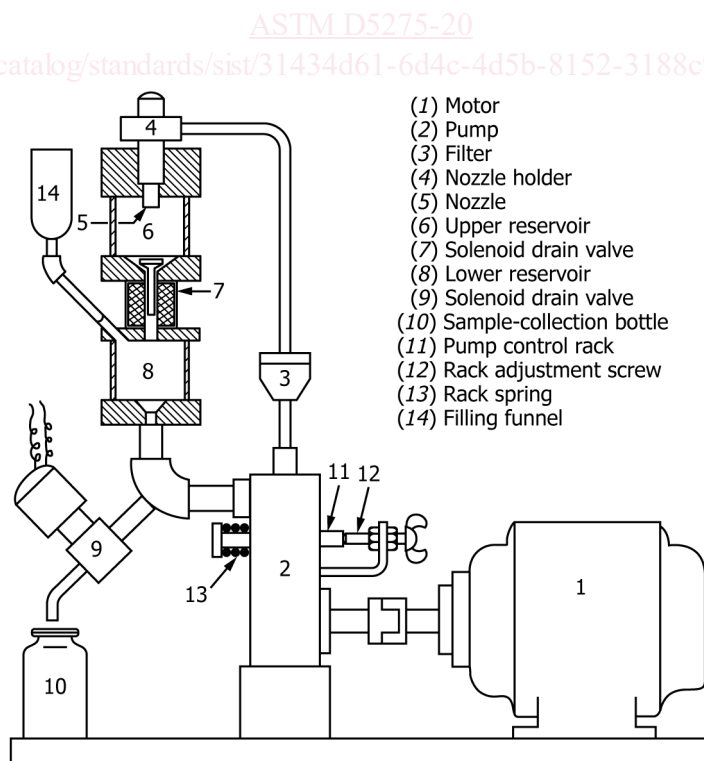 ASTM D5275-20
catalog/standards/sist/31434d61-6d4c-4d5b-8152-3188c
(1) Motor
(2) Pump
(3) Filter
(4) Nozzle holder
(5) Nozzle
(6) Upper reservoir
(7) Solenoid drain valve
(8) Lower reservoir
(9) Solenoid drain valve
(10) Sample-collection bottle
(11) Pump control rack
(12) Rack adjustment screw
(13) Rack spring
(14) Filling funnel
4
14
5
6
7
8
3
11
12
9
13
2
1
10